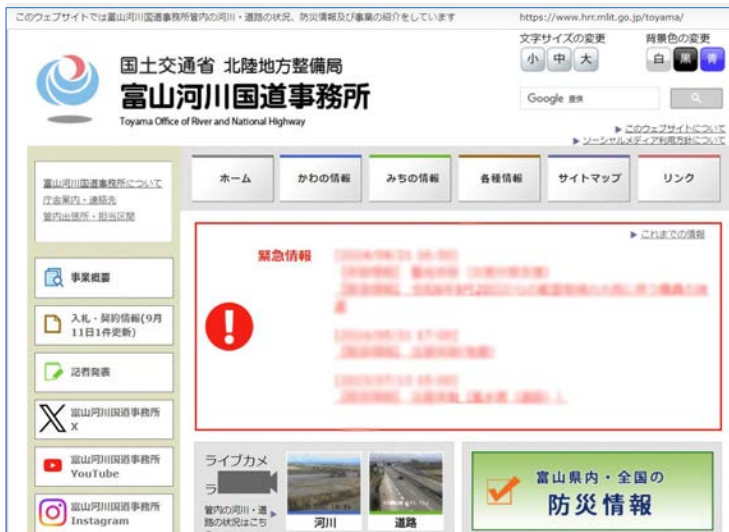 このウェブサイトでは富山河川国道事務所管内の河川・道路の状況、防災情報及び事業の紹介をしています
https://www.hrr.mlit.go.jp/toyama/
国土交通省 北陸地方整備局
富山河川国道事務所
Toyama Office of River and National Highway
文字サイズの変更
小 中 大
背景色の変更
白 黒 青
Google 提供
このウェブサイトについて
ソーシャルメディア利用方針について
富山河川国道事務所について
庁舎案内・連絡先
管内出張所・担当区間
ホーム
かわの情報
みちの情報
各種情報
サイトマップ
リンク
これまでの情報
緊急情報
事業概要
入札・契約情報(9月
11日1件更新)
記者発表
富山河川国道事務所
X
富山河川国道事務所
YouTube
富山河川国道事務所
Instagram
ライブカメ
ラ
管内の河川・道
路の状況はこち
河川
道路
富山県内・全国の
防災情報